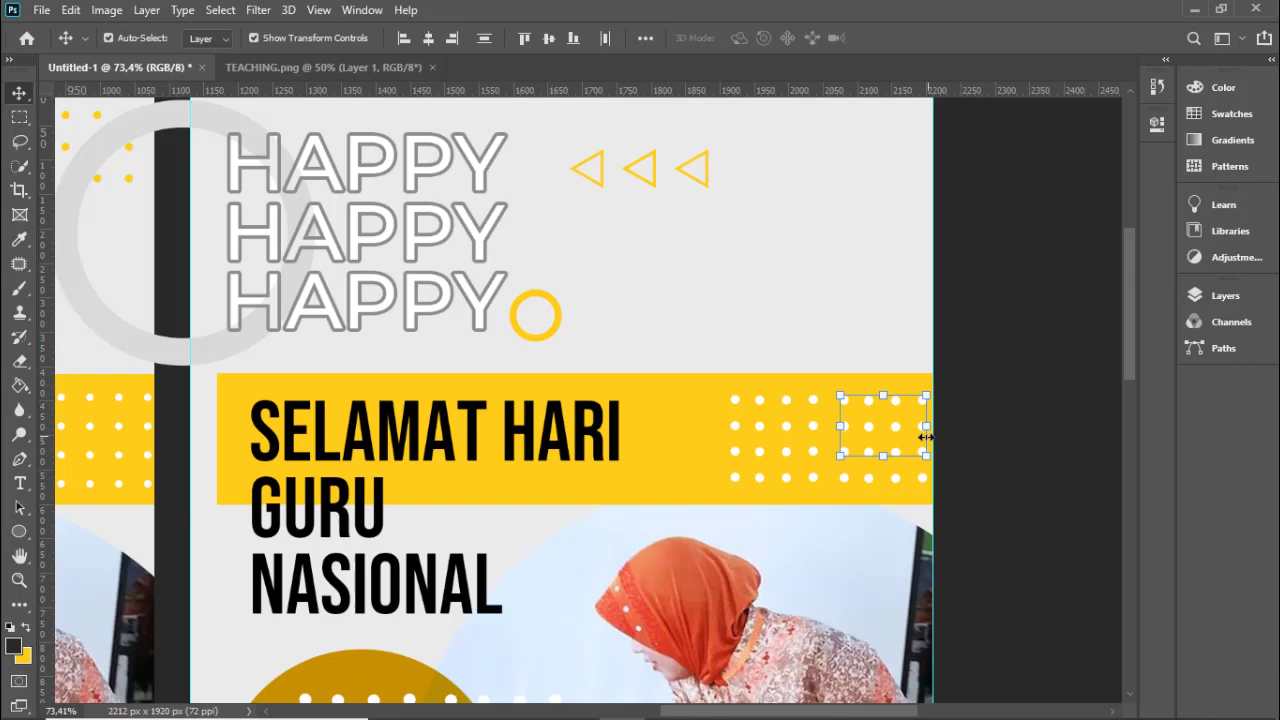 Ps File Edit Image Layer Type Select Filter 3D View Window Help
Auto-Select: Layer Show Transform Controls 3D Mode:
Untitled-1 @ 73,4% (RGB/8) * × TEACHING.png @ 50% (Layer 1, RGB/8*) ×
950 1000 1050 1100 1150 1200 1250 1300 1350 1400 1450 1500 1550 1600 1650 1700 1750 1800 1850 1900 1950 2000 2050 2100 2150 2200 2250 2300 2350 2400 2450
HAPPY
HAPPY
HAPPY
SELAMAT HARI
GURU
NASIONAL
Color
Swatches
Gradients
Patterns
Learn
Libraries
Adjustme...
Layers
Channels
Paths
73,41% 2212 px x 1920 px (72 ppi)